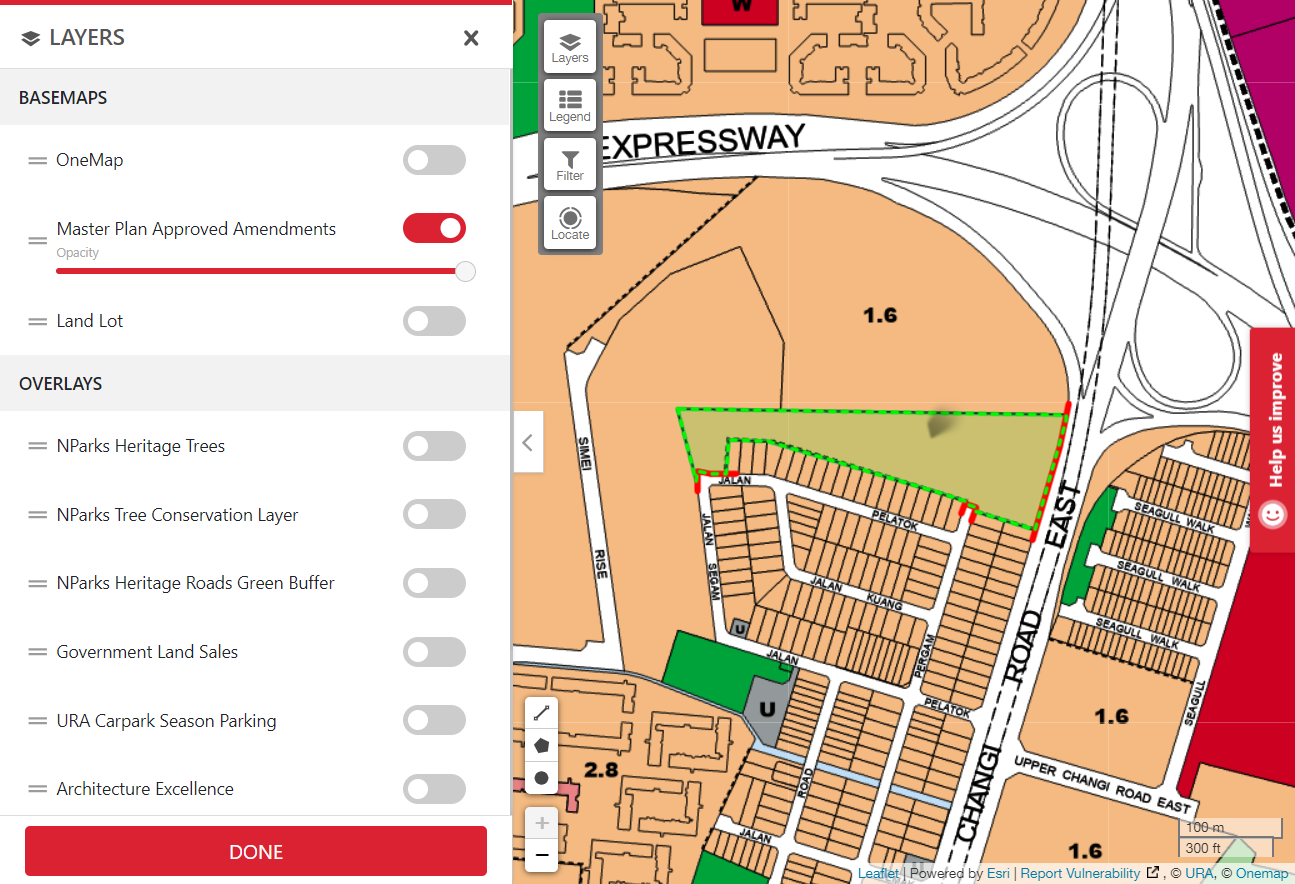 LAYERS
BASEMAPS
OneMap
Master Plan Approved Amendments
Opacity
Land Lot
OVERLAYS
NParks Heritage Trees
NParks Tree Conservation Layer
NParks Heritage Roads Green Buffer
Government Land Sales
URA Carpark Season Parking
Architecture Excellence
DONE
Layers
Legend
Filter
Locate
W
EXPRESSWAY
1.6
Help us improve
SIMEI
RISE
JALAN
PELATOK
JALAN
SEGAM
JALAN
KUANG
U
JALAN
PERGAM
PELATOK
U
ROAD
JALAN
2.8
CHANGI
ROAD
EAST
SEAGULL WALK
SEAGULL WALK
SEAGULL WALK
SEAGULL
1.6
UPPER CHANGI ROAD EAST
1.6
U
100 m
300 ft
Leaflet | Powered by Esri | Report Vulnerability , © URA, © Onemap